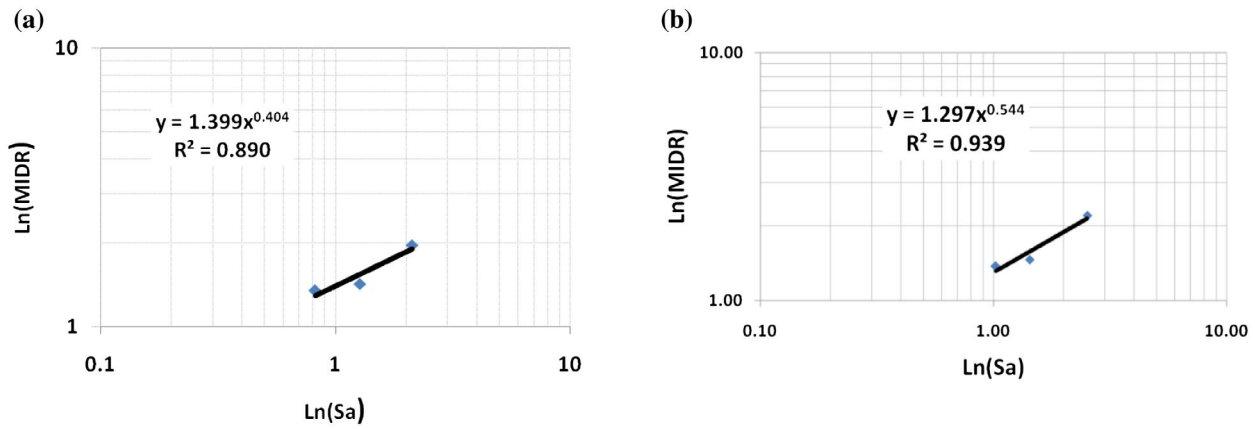 (a)
10
y = 1.399x^0.404
R² = 0.890
Ln(MIDR)
1
0.1 1 10
Ln(Sa)
(b)
10.00
y = 1.297x^0.544
R² = 0.939
Ln(MIDR)
1.00
0.10 1.00 10.00
Ln(Sa)